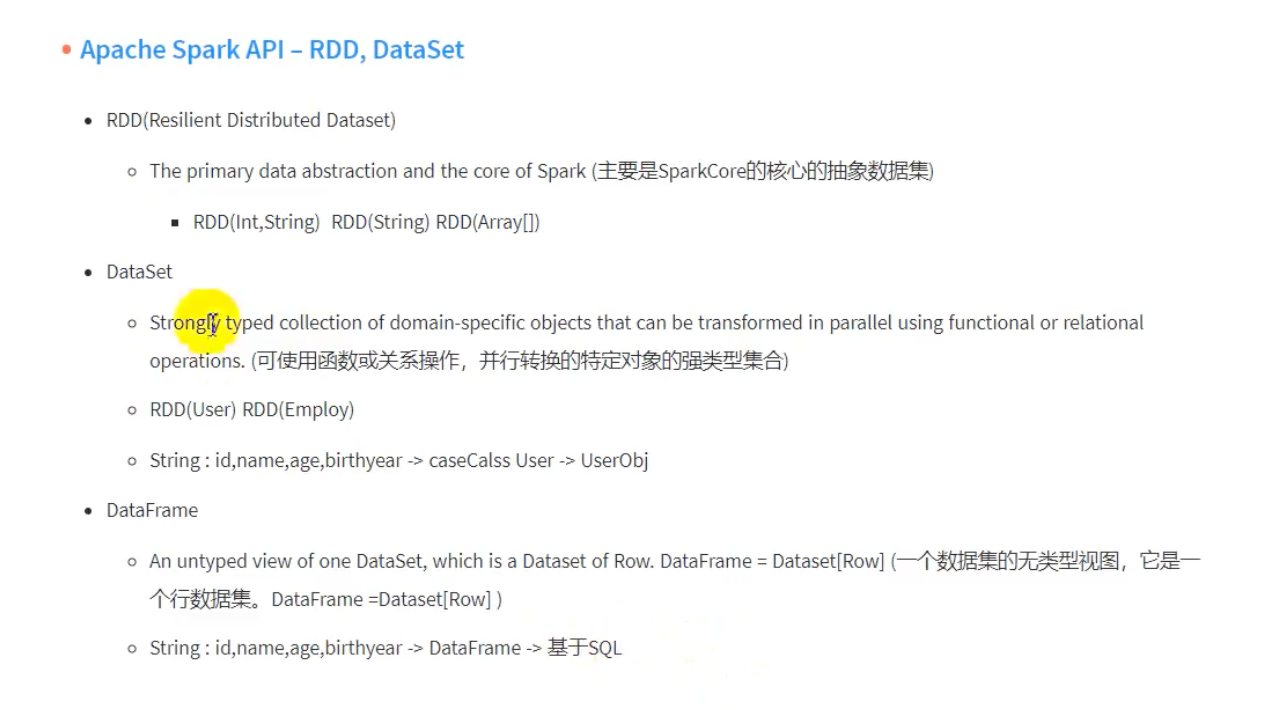 Apache Spark API – RDD, DataSet
RDD(Resilient Distributed Dataset)
The primary data abstraction and the core of Spark (主要是SparkCore的核心的抽象数据集)
RDD(Int,String)  RDD(String) RDD(Array[])
DataSet
Strongly typed collection of domain-specific objects that can be transformed in parallel using functional or relational
operations. (可使用函数或关系操作，并行转换的特定对象的强类型集合)
RDD(User) RDD(Employ)
String : id,name,age,birthyear -> caseCalss User -> UserObj
DataFrame
An untyped view of one DataSet, which is a Dataset of Row. DataFrame = Dataset[Row] (一个数据集的无类型视图，它是一
个行数据集。DataFrame =Dataset[Row] )
String : id,name,age,birthyear -> DataFrame -> 基于SQL